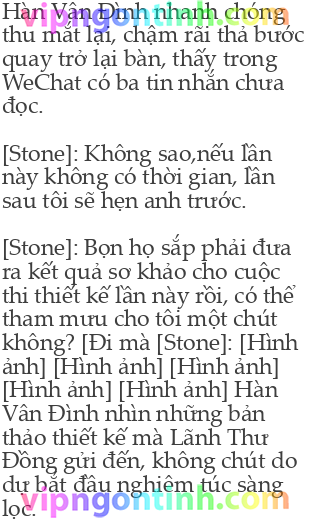 Hàn Vân Đình nhanh chóng
thu mắt lại, chậm rãi thả bước
quay trở lại bàn, thấy trong
WeChat có ba tin nhắn chưa
đọc.
[Stone]: Không sao,nếu lần
này không có thời gian, lần
sau tôi sẽ hẹn anh trước.
[Stone]: Bọn họ sắp phải đưa
ra kết quả sơ khảo cho cuộc
thi thiết kế lần này rồi, có thể
tham mưu cho tôi một chút
không? [Đi mà [Stone]: [Hình
ảnh] [Hình ảnh] [Hình ảnh]
[Hình ảnh] [Hình ảnh] Hàn
Vân Đình nhìn những bản
thảo thiết kế mà Lãnh Thư
Đồng gửi đến, không chút do
dự bắt đầu nghiêm túc sàng
lọc.
vipngontinh.com
vipngontinh.com